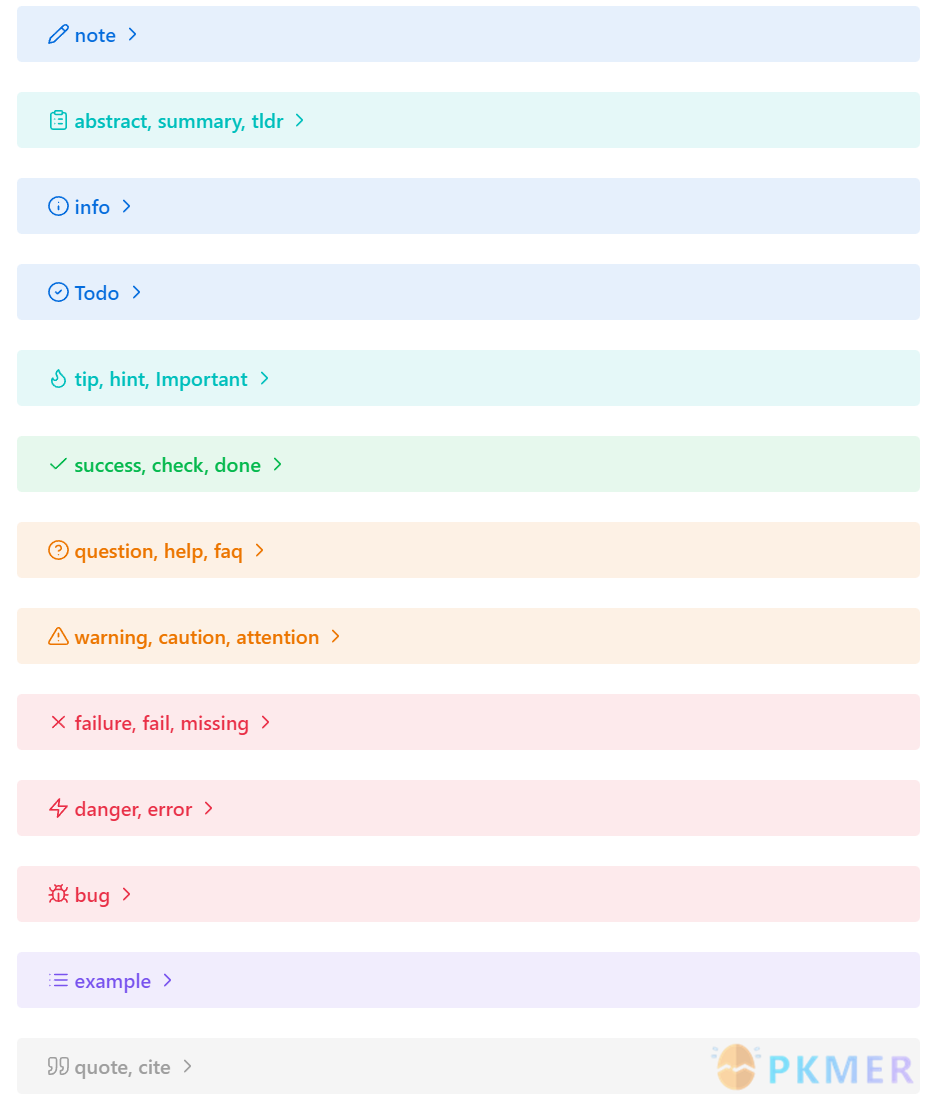 note
abstract, summary, tldr
info
Todo
tip, hint, Important
success, check, done
question, help, faq
warning, caution, attention
failure, fail, missing
danger, error
bug
example
quote, cite
PKMER